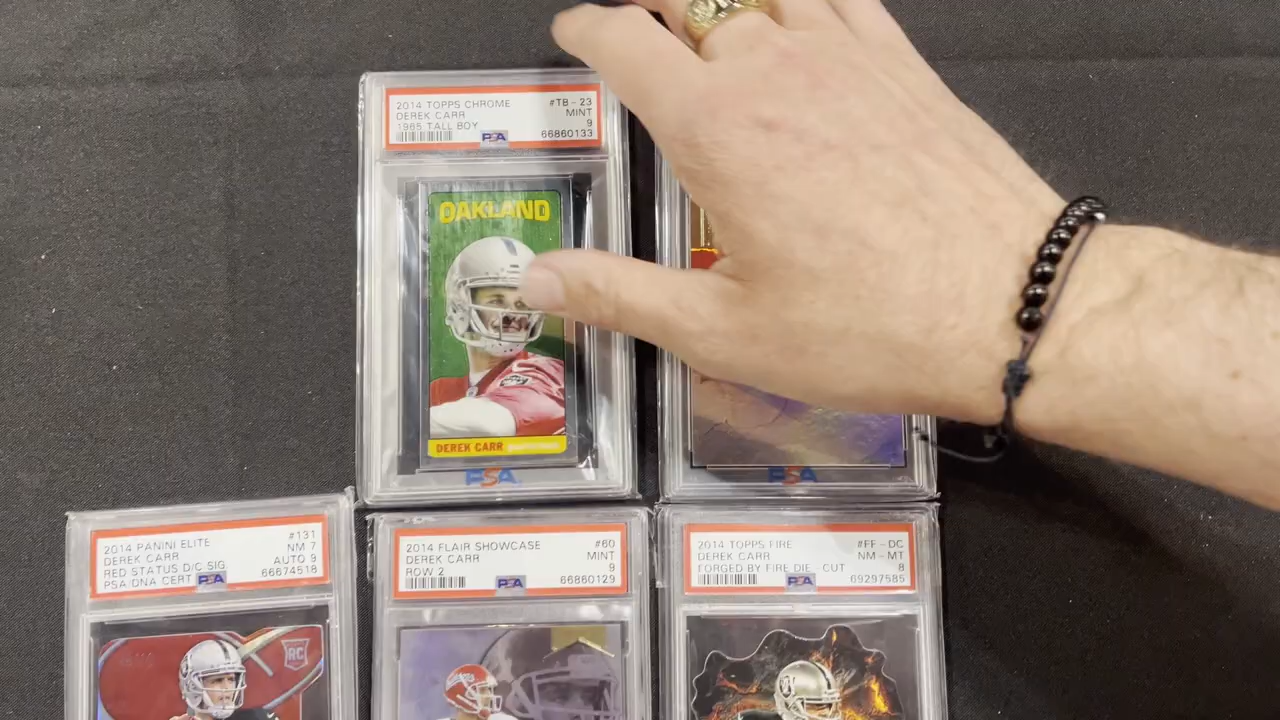 2014 TOPPS CHROME #TB-23
DEREK CARR MINT
1965 TALL BOY 9
PSA 66860133
OAKLAND
DEREK CARR
PSA
PSA
2014 PANINI ELITE #131
DEREK CARR NM 7
RED STATUS D/C SIG AUTO 9
PSA/DNA CERT PSA 66674518
RC
2014 FLAIR SHOWCASE #60
DEREK CARR MINT
ROW 2 9
PSA 66860129
2014 TOPPS FIRE #FF-DC
DEREK CARR NM-MT
FORGED BY FIRE DIE-CUT 8
PSA 69297585